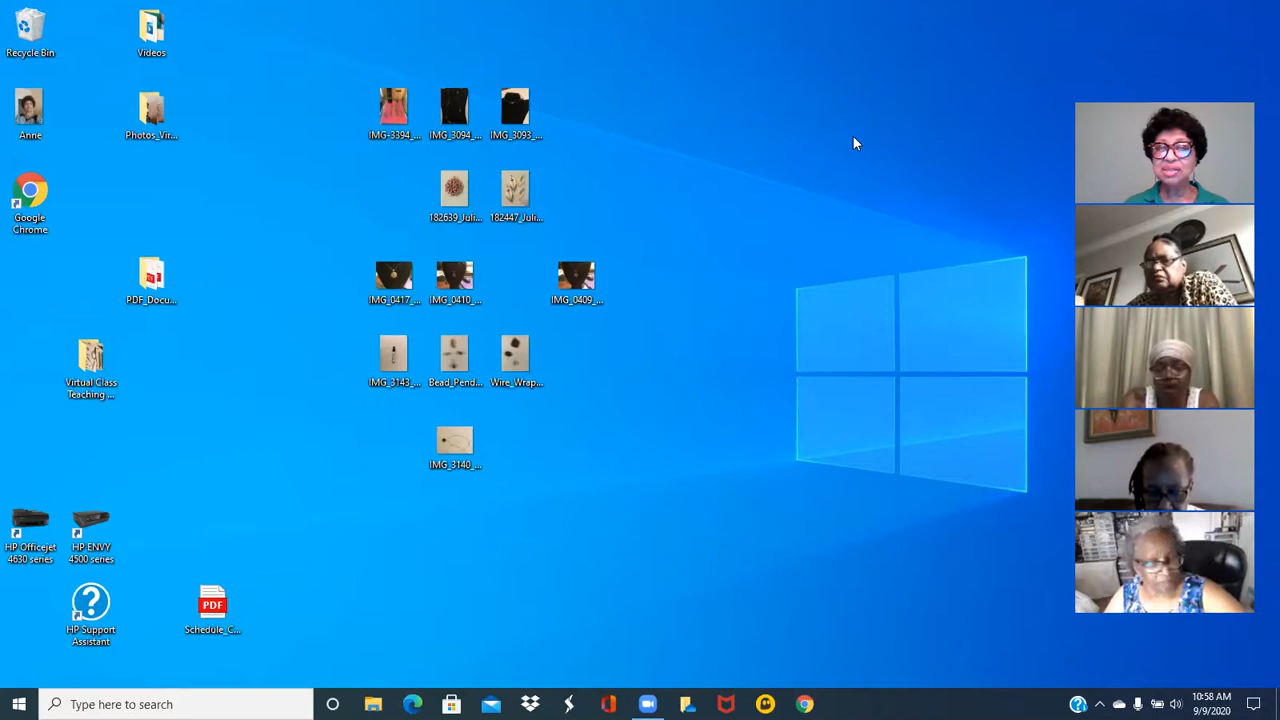 Recycle Bin
Videos
Anne
Photos_Vir...
IMG-3394_...
IMG_3094_...
IMG_3093_...
Google
Chrome
182639_Juli...
182447_Juli...
PDF_Docu...
IMG_0417_...
IMG_0410_...
IMG_0409_...
Virtual Class
Teaching ...
IMG_3143_...
Bead_Pend...
Wire_Wrap...
IMG_3140_...
HP Officejet
4630 series
HP ENVY
4500 series
HP Support
Assistant
PDF
Schedule_C...
Type here to search
10:58 AM
9/9/2020